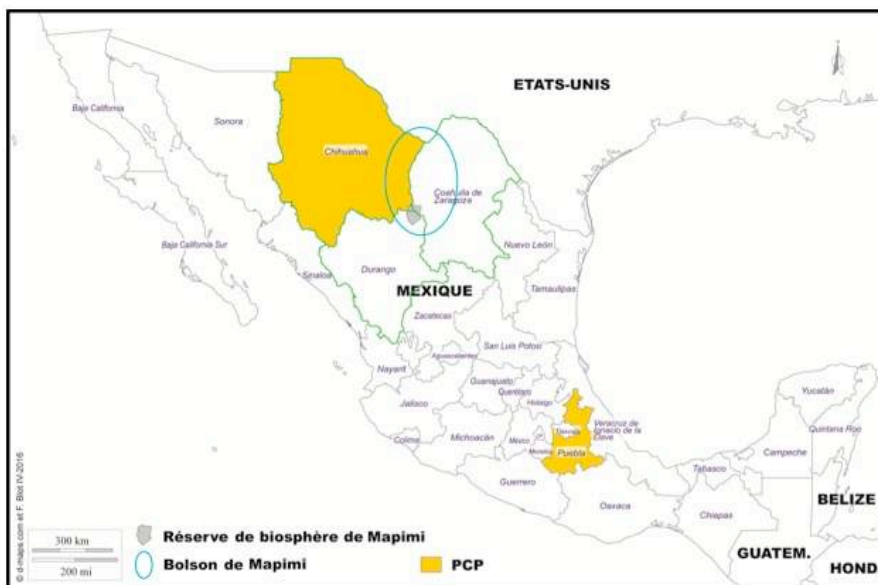 ETATS-UNIS
Baja California
Sonora
Chihuahua
Coahuila de
Zaragoza
Baja California Sur
Nuevo León
Sinaloa
Durango
MEXIQUE
Tamaulipas
Zacatecas
San Luis Potosí
Aguascalientes
Nayarit
Guanajuato
Querétaro
Hidalgo
Yucatán
Jalisco
Veracruz de
Ignacio de la
Llave
Quintana Roo
Colima
Michoacán
México
Tlaxcala
Morelos
Puebla
Campeche
Tabasco
Guerrero
Oaxaca
Chiapas
BELIZE
GUATEM.
HOND
300 km
200 mi
Réserve de biosphère de Mapimi
Bolson de Mapimi
PCP
© d-maps.com et F. Blot IV-2016